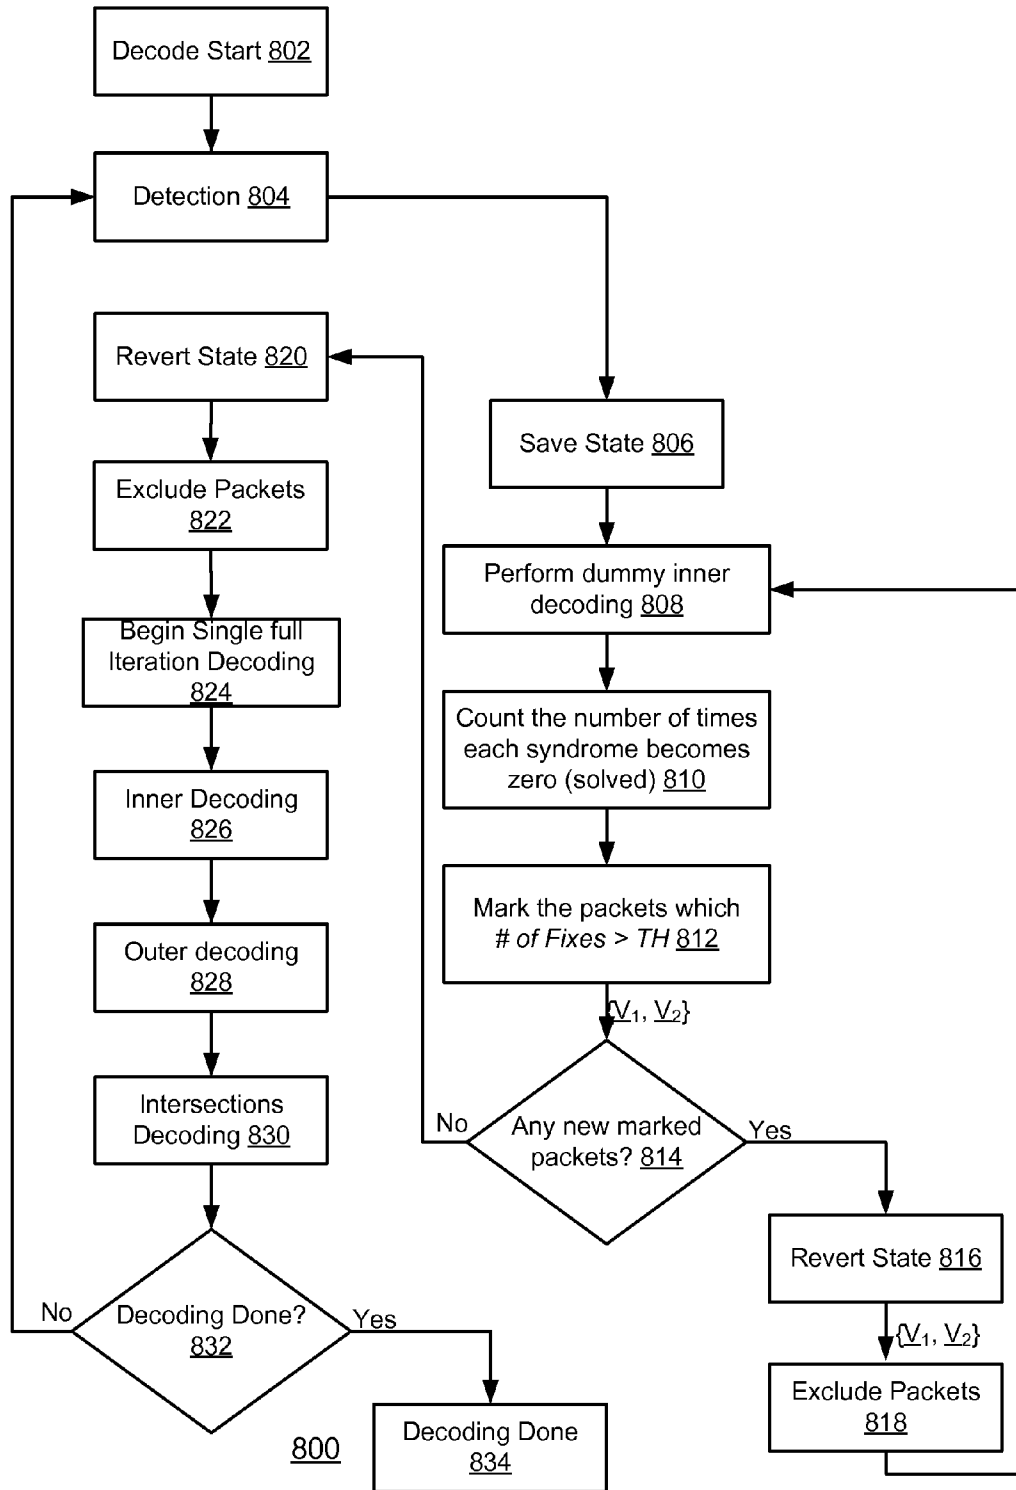 Decode Start 802
Detection 804
Revert State 820
Exclude Packets
822
Begin Single full
Iteration Decoding
824
Inner Decoding
826
Outer decoding
828
Intersections
Decoding 830
Decoding Done?
832
No
Yes
Decoding Done
834
800
Save State 806
Perform dummy inner
decoding 808
Count the number of times
each syndrome becomes
zero (solved) 810
Mark the packets which
# of Fixes > TH 812
{V₁, V₂}
Any new marked
packets? 814
No
Yes
Revert State 816
{V₁, V₂}
Exclude Packets
818